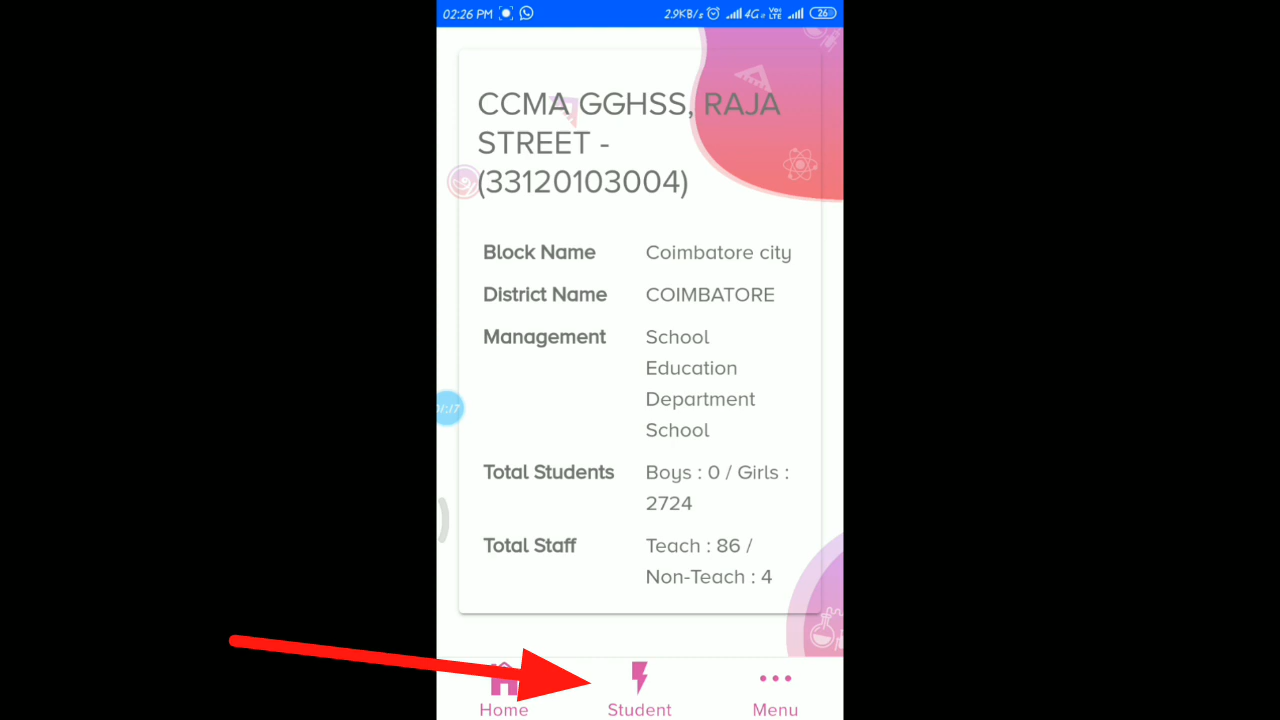 02:26 PM 2.9KB/s 4G VoLTE 26
CCMA GGHSS, RAJA
STREET -
(33120103004)
Block Name Coimbatore city
District Name COIMBATORE
Management School
Education
Department
School
Total Students Boys : 0 / Girls :
2724
Total Staff Teach : 86 /
Non-Teach : 4
Home Student Menu